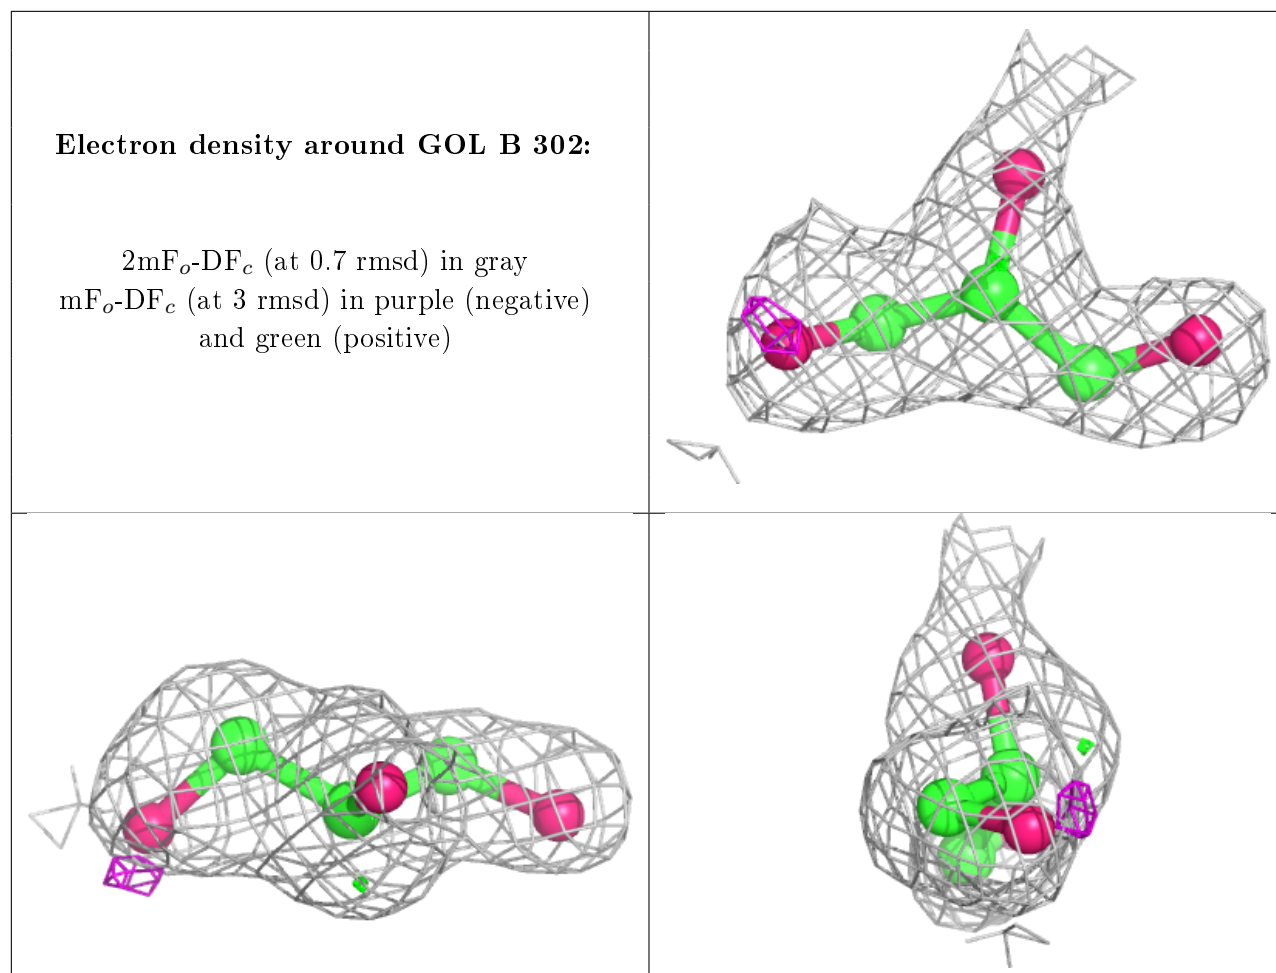 Electron density around GOL B 302:
2mFo-DFc (at 0.7 rmsd) in gray
mFo-DFc (at 3 rmsd) in purple (negative)
and green (positive)